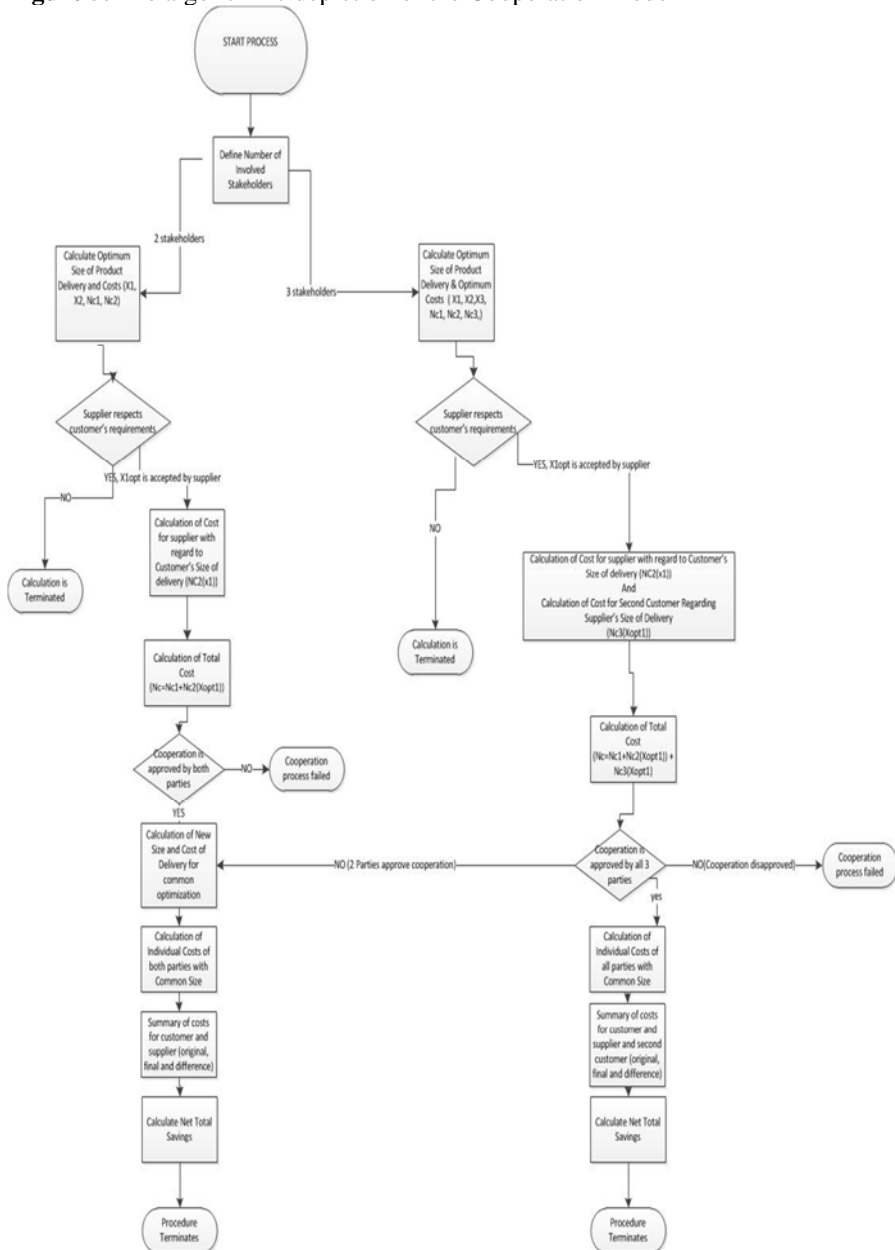 START PROCESS
Define Number of
Involved
Stakeholders
2 stakeholders
3 stakeholders
Calculate Optimum
Size of Product
Delivery and Costs (X1,
X2, Nc1, Nc2)
Calculate Optimum
Size of Product
Delivery & Optimum
Costs ( X1, X2,X3,
Nc1, Nc2, Nc3,)
Supplier respects
customer's requirements
Supplier respects
customer's requirements
YES, X1opt is accepted by supplier
NO
YES, X1opt is accepted by supplier
NO
Calculation of Cost
for supplier with
regard to
Customer's Size of
delivery (NC2(x1))
Calculation is
Terminated
Calculation of Cost for supplier with regard to Customer's
Size of delivery (NC2(x1))
And
Calculation of Cost for Second Customer Regarding
Supplier's Size of Delivery
(Nc3(Xopt1))
Calculation is
Terminated
Calculation of Total
Cost
(Nc=Nc1+Nc2(Xopt1))
Calculation of Total
Cost
(Nc=Nc1+Nc2(Xopt1)) +
Nc3(Xopt1)
Cooperation is
approved by both
parties
NO
Cooperation
process failed
YES
Calculation of New
Size and Cost of
Delivery for
common
optimization
NO (2 Parties approve cooperation)
Cooperation is
approved by all 3
parties
NO(Cooperation disapproved)
Cooperation
process failed
yes
Calculation of
Individual Costs of
both parties with
Common Size
Calculation of
Individual Costs of
all parties with
Common Size
Summary of costs
for customer and
supplier (original,
final and difference)
Summary of costs
for customer and
supplier and second
customer (original,
final and difference)
Calculate Net Total
Savings
Calculate Net Total
Savings
Procedure
Terminates
Procedure
Terminates